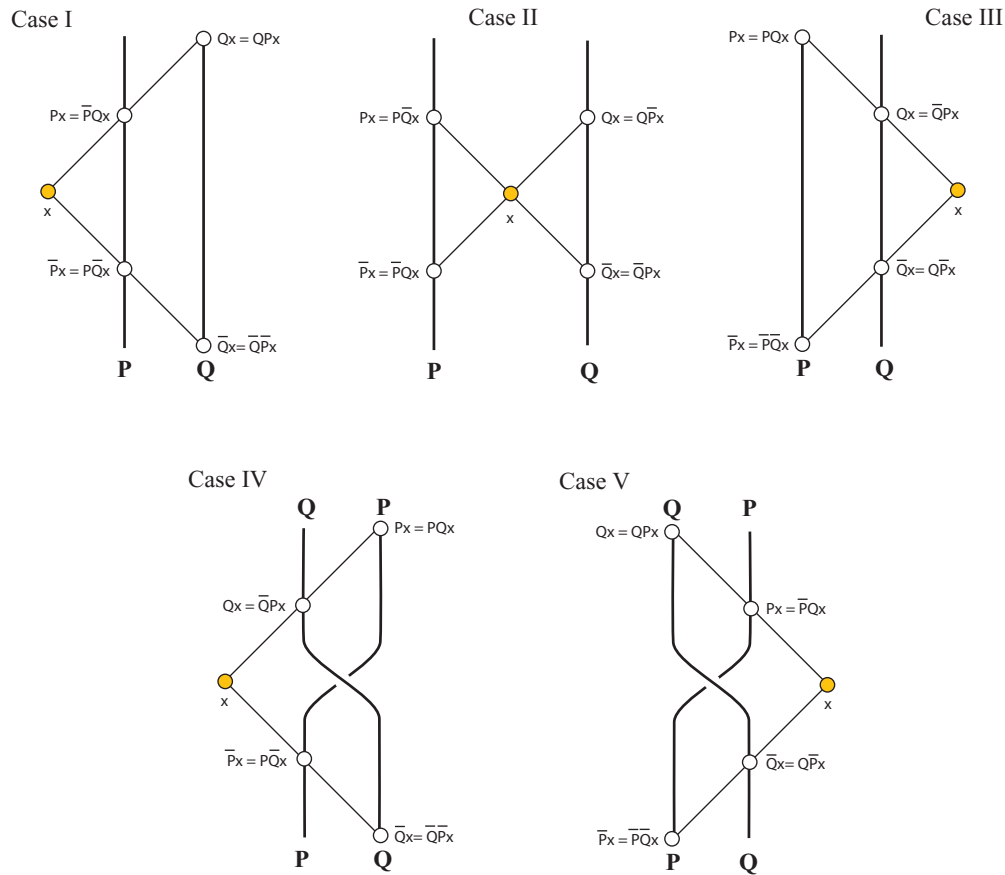 Case I
Qx = QPx
Px = P̅Qx
x
P̅x = PQ̅x
Q̅x = Q̅P̅x
P
Q
Case II
Px = PQ̅x
Qx = QP̅x
x
P̅x = P̅Qx
Q̅x = Q̅Px
P
Q
Case III
Px = PQx
Qx = Q̅Px
x
Q̅x = QP̅x
P̅x = P̅Q̅x
P
Q
Case IV
Q
P
Px = PQx
Qx = Q̅Px
x
P̅x = PQ̅x
Q̅x = Q̅P̅x
P
Q
Case V
Q
P
Qx = QPx
Px = P̅Qx
x
Q̅x = QP̅x
P̅x = P̅Q̅x
P
Q